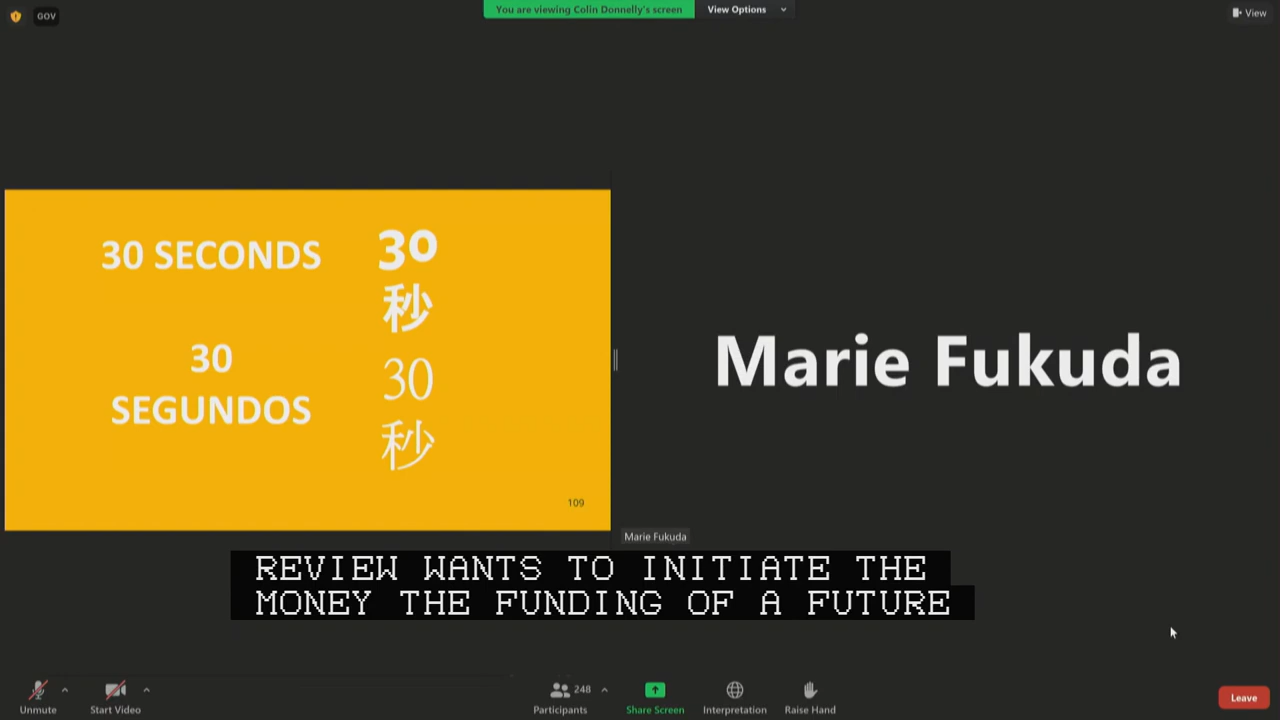 GOV
You are viewing Colin Donnelly's screen
View Options
View
30 SECONDS
30
SEGUNDOS
30
秒
30
秒
109
Marie Fukuda
Marie Fukuda
REVIEW WANTS TO INITIATE THE
MONEY THE FUNDING OF A FUTURE
Unmute
Start Video
248
Participants
Share Screen
Interpretation
Raise Hand
Leave